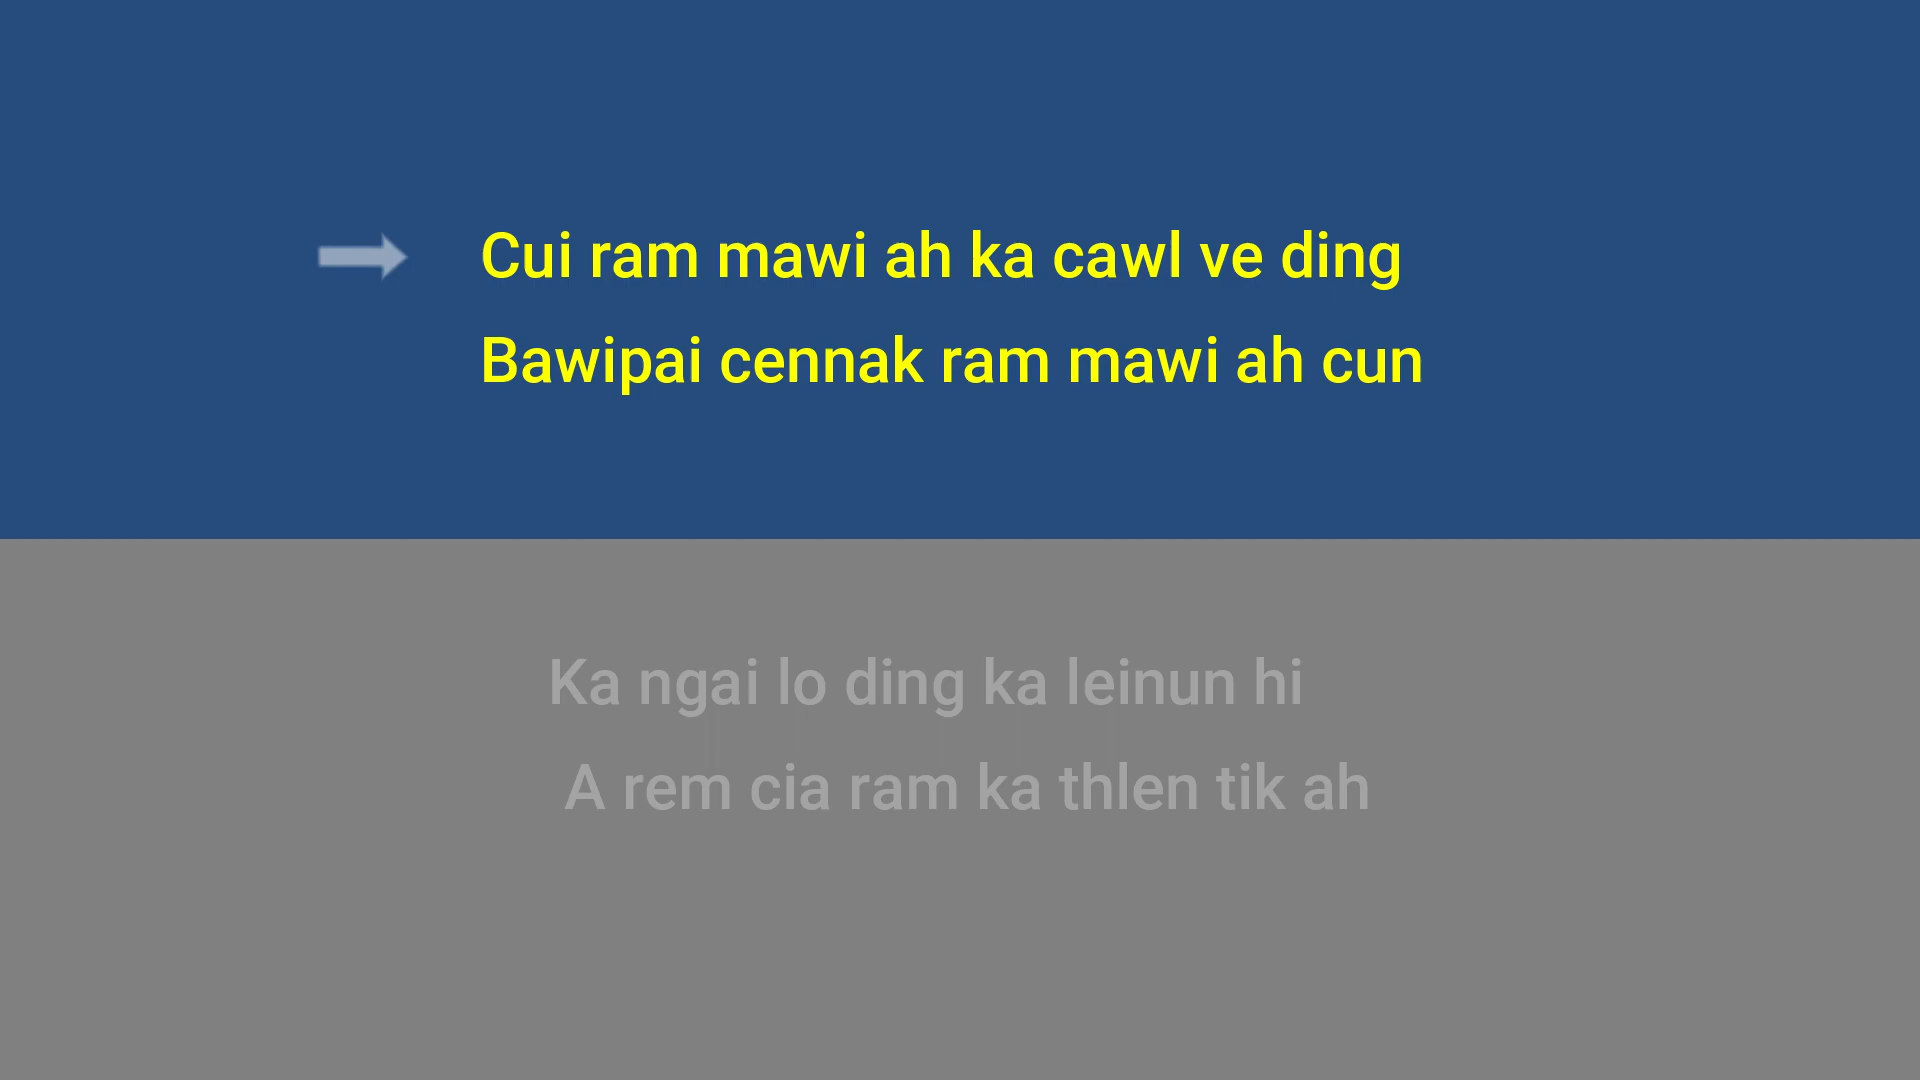 Cui ram mawi ah ka cawl ve ding
Bawipai cennak ram mawi ah cun
Ka ngai lo ding ka leinun hi
A rem cia ram ka thlen tik ah